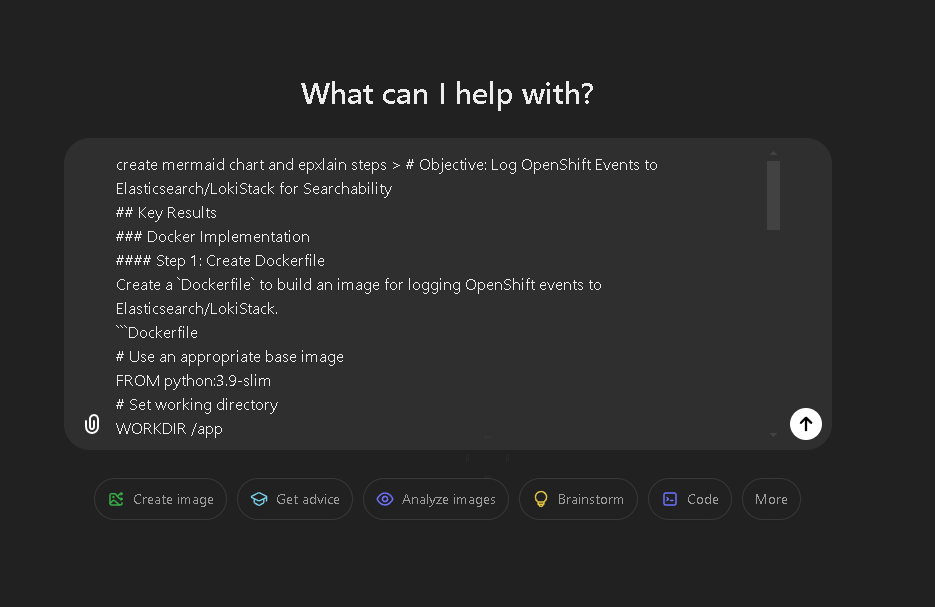 What can I help with?
create mermaid chart and epxlain steps > # Objective: Log OpenShift Events to
Elasticsearch/LokiStack for Searchability
## Key Results
### Docker Implementation
#### Step 1: Create Dockerfile
Create a `Dockerfile` to build an image for logging OpenShift events to
Elasticsearch/LokiStack.
```Dockerfile
# Use an appropriate base image
FROM python:3.9-slim
# Set working directory
WORKDIR /app
Create image
Get advice
Analyze images
Brainstorm
Code
More